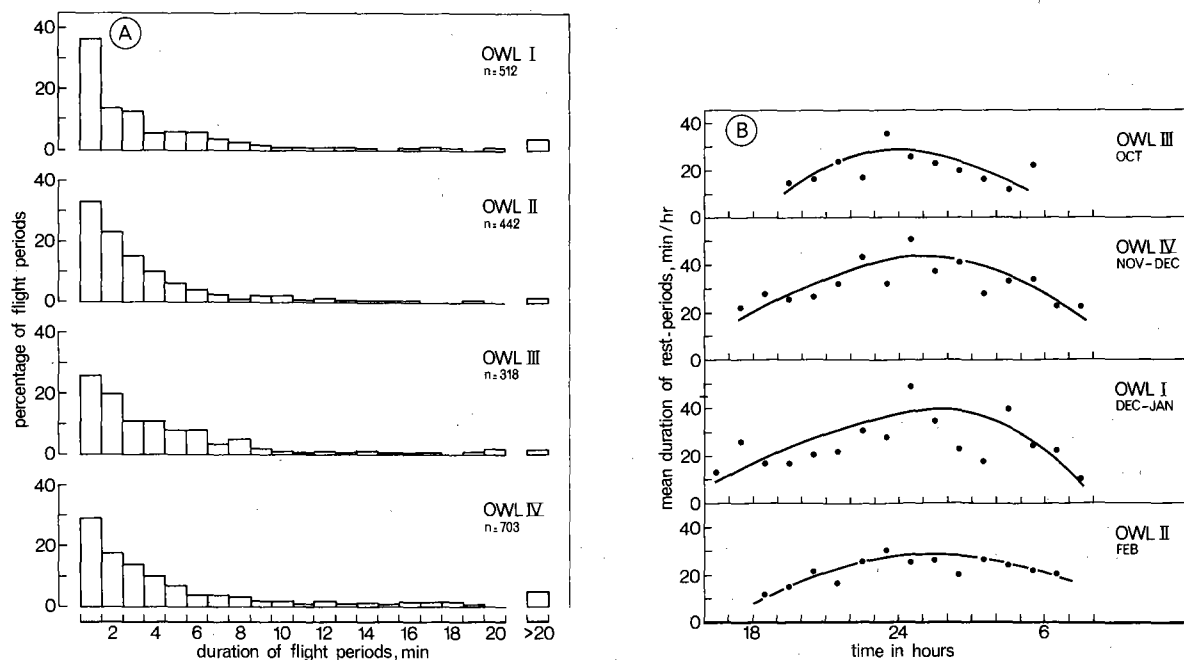 A
percentage of flight periods
40
20
0
OWL I
n=512
40
20
0
OWL II
n=442
40
20
0
OWL III
n=318
40
20
0
OWL IV
n=703
2 4 6 8 10 12 14 16 18 20 >20
duration of flight periods, min
B
mean duration of rest-periods, min/hr
40
20
0
OWL III
OCT
40
20
0
OWL IV
NOV-DEC
40
20
0
OWL I
DEC-JAN
40
20
0
OWL II
FEB
18 24 6
time in hours